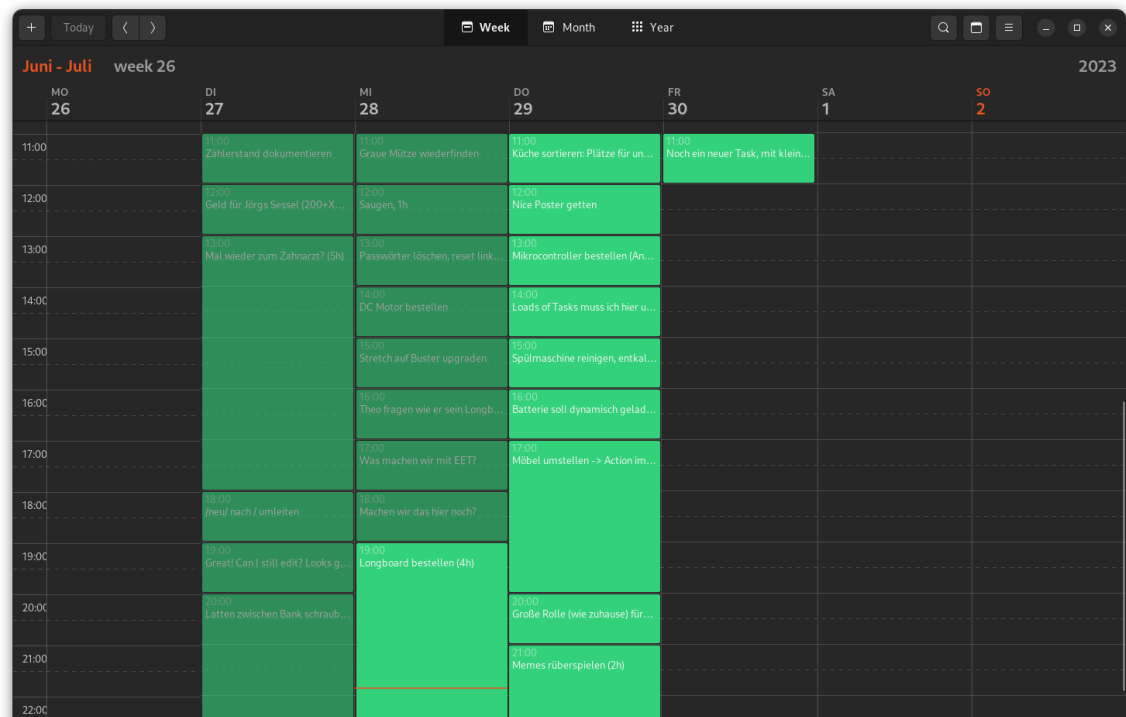 + Today
Week
Month
Year
Juni - Juli week 26
2023
MO
26
DI
27
MI
28
DO
29
FR
30
SA
1
SO
2
11:00
12:00
13:00
14:00
15:00
16:00
17:00
18:00
19:00
20:00
21:00
22:00
11:00
Zählerstand dokumentieren
12:00
Geld für Jörgs Sessel (200+X...
13:00
Mal wieder zum Zahnarzt? (5h)
18:00
/neu/ nach / umleiten
19:00
Great! Can I still edit? Looks g...
20:00
Latten zwischen Bank schraub...
11:00
Graue Mütze wiederfinden
12:00
Saugen, 1h
13:00
Passwörter löschen, reset link...
14:00
DC Motor bestellen
15:00
Stretch auf Buster upgraden
16:00
Theo fragen wie er sein Longb...
17:00
Was machen wir mit EET?
18:00
Machen wir das hier noch?
19:00
Longboard bestellen (4h)
11:00
Küche sortieren: Plätze für un...
12:00
Nice Poster getten
13:00
Mikrocontroller bestellen (An...
14:00
Loads of Tasks muss ich hier u...
15:00
Spülmaschine reinigen, entkal...
16:00
Batterie soll dynamisch gelad...
17:00
Möbel umstellen -> Action im...
20:00
Große Rolle (wie zuhause) für...
21:00
Memes rüberspielen (2h)
11:00
Noch ein neuer Task, mit klein...